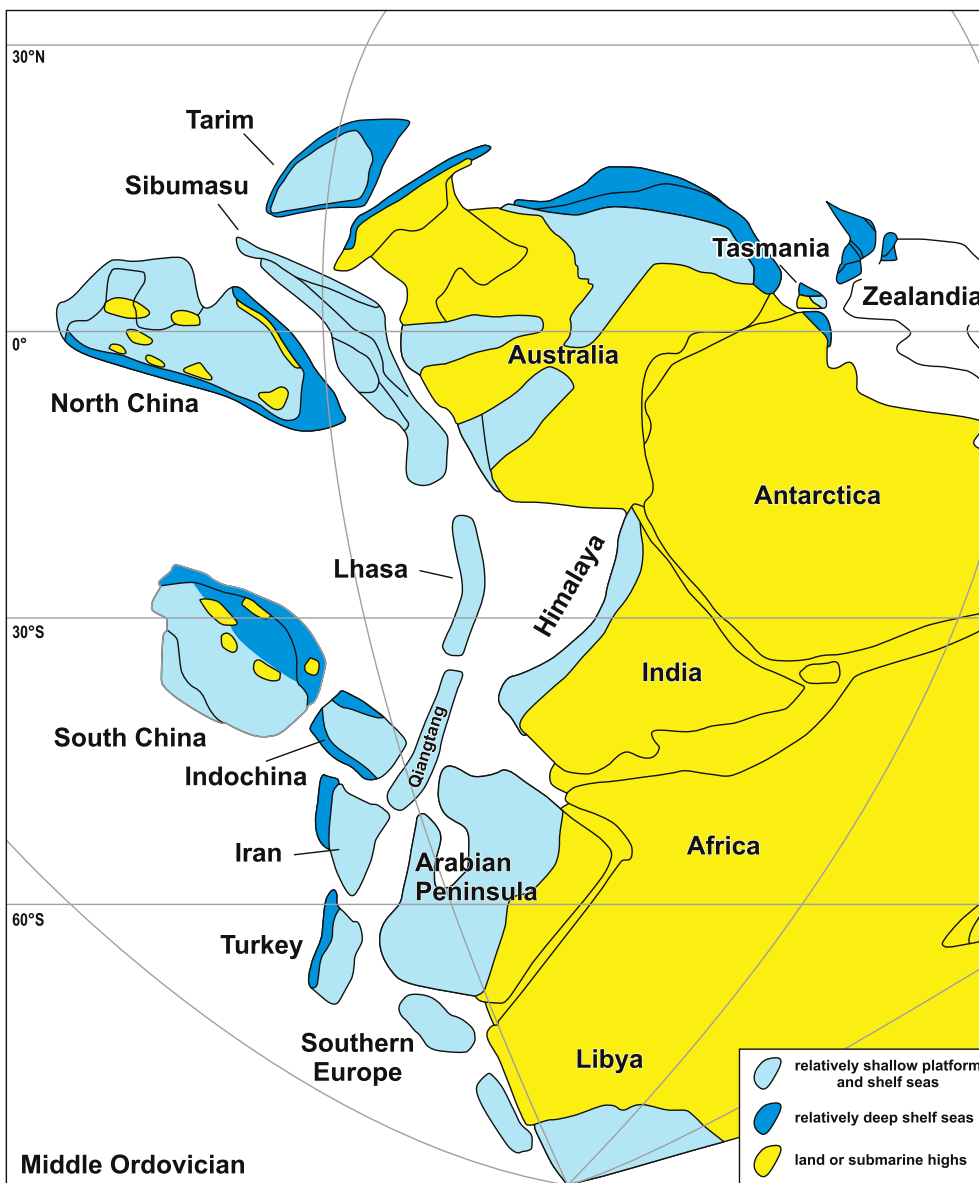 30°N
Tarim
Sibumasu
Tasmania
Zealandia
0°
Australia
North China
Antarctica
Lhasa
Himalaya
30°S
India
South China
Qiangtang
Indochina
Iran
Africa
Arabian
Peninsula
60°S
Turkey
Southern
Europe
Libya
relatively shallow platform
and shelf seas
relatively deep shelf seas
land or submarine highs
Middle Ordovician